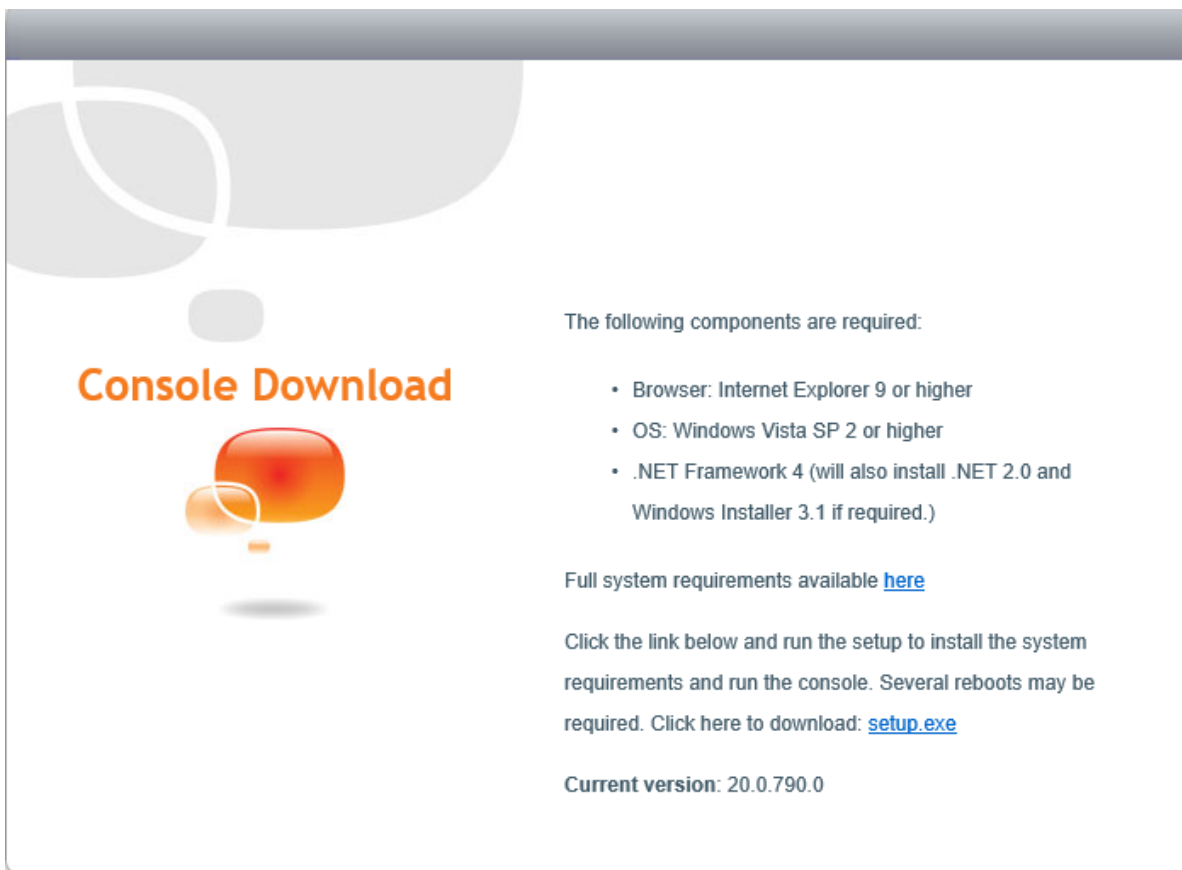 Console Download
The following components are required:
• Browser: Internet Explorer 9 or higher
• OS: Windows Vista SP 2 or higher
• .NET Framework 4 (will also install .NET 2.0 and
Windows Installer 3.1 if required.)
Full system requirements available here
Click the link below and run the setup to install the system
requirements and run the console. Several reboots may be
required. Click here to download: setup.exe
Current version: 20.0.790.0